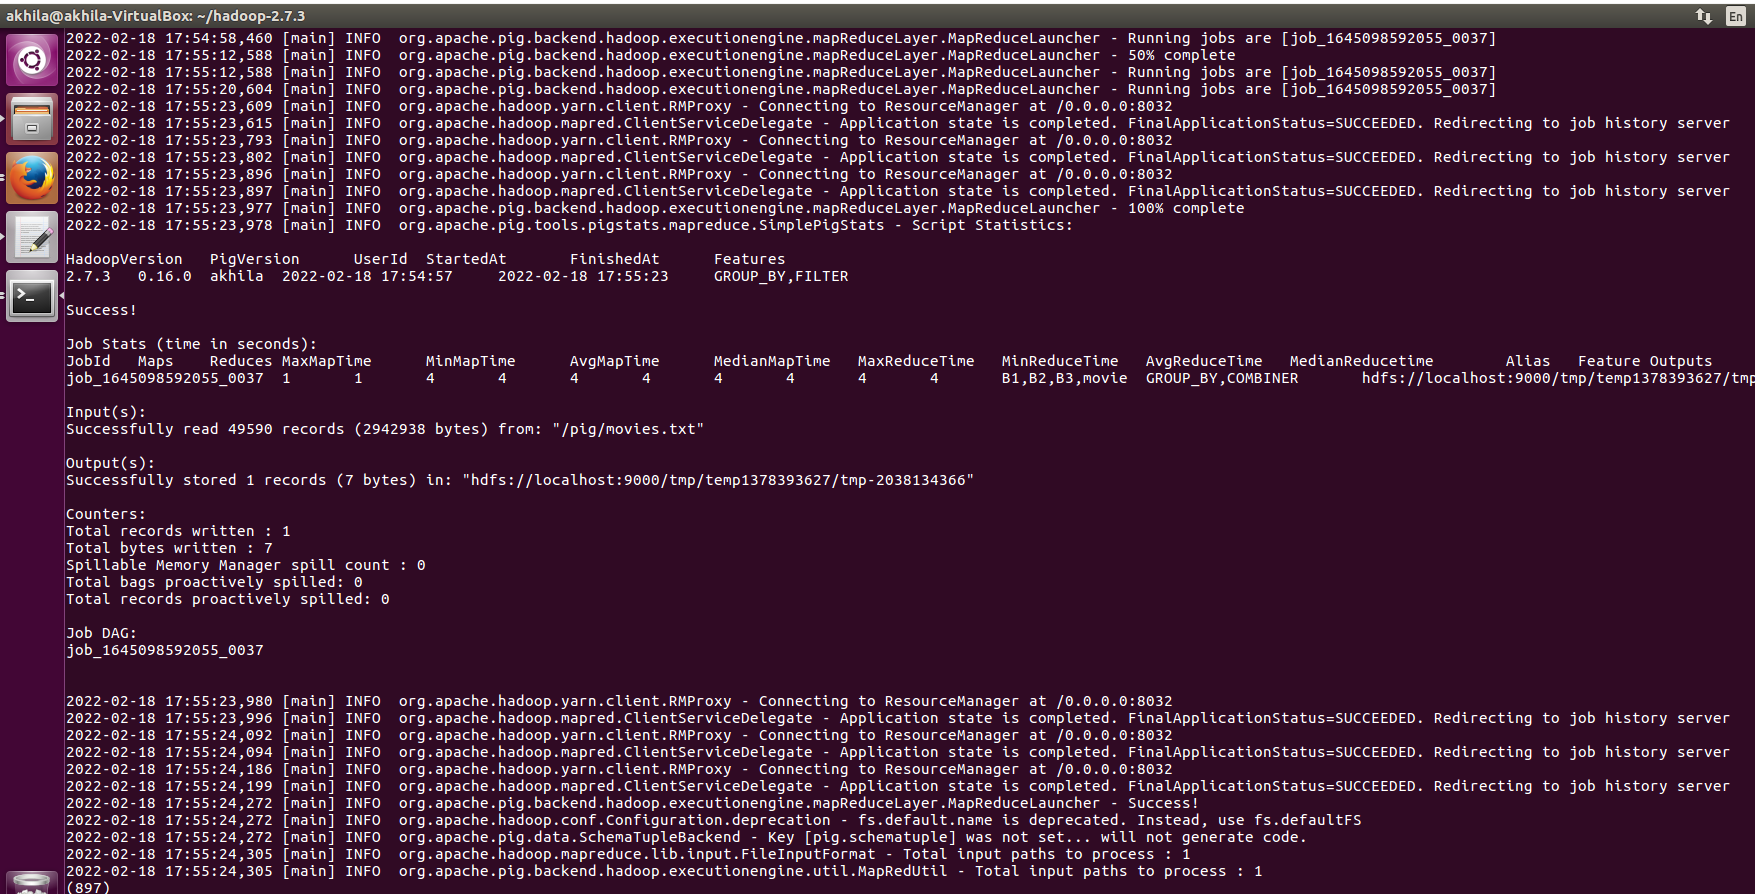 akhila@akhila-VirtualBox: ~/hadoop-2.7.3
En
2022-02-18 17:54:58,460 [main] INFO  org.apache.pig.backend.hadoop.executionengine.mapReduceLayer.MapReduceLauncher - Running jobs are [job_1645098592055_0037]
2022-02-18 17:55:12,588 [main] INFO  org.apache.pig.backend.hadoop.executionengine.mapReduceLayer.MapReduceLauncher - 50% complete
2022-02-18 17:55:12,588 [main] INFO  org.apache.pig.backend.hadoop.executionengine.mapReduceLayer.MapReduceLauncher - Running jobs are [job_1645098592055_0037]
2022-02-18 17:55:20,604 [main] INFO  org.apache.pig.backend.hadoop.executionengine.mapReduceLayer.MapReduceLauncher - Running jobs are [job_1645098592055_0037]
2022-02-18 17:55:23,609 [main] INFO  org.apache.hadoop.yarn.client.RMProxy - Connecting to ResourceManager at /0.0.0.0:8032
2022-02-18 17:55:23,615 [main] INFO  org.apache.hadoop.mapred.ClientServiceDelegate - Application state is completed. FinalApplicationStatus=SUCCEEDED. Redirecting to job history server
2022-02-18 17:55:23,793 [main] INFO  org.apache.hadoop.yarn.client.RMProxy - Connecting to ResourceManager at /0.0.0.0:8032
2022-02-18 17:55:23,802 [main] INFO  org.apache.hadoop.mapred.ClientServiceDelegate - Application state is completed. FinalApplicationStatus=SUCCEEDED. Redirecting to job history server
2022-02-18 17:55:23,896 [main] INFO  org.apache.hadoop.yarn.client.RMProxy - Connecting to ResourceManager at /0.0.0.0:8032
2022-02-18 17:55:23,897 [main] INFO  org.apache.hadoop.mapred.ClientServiceDelegate - Application state is completed. FinalApplicationStatus=SUCCEEDED. Redirecting to job history server
2022-02-18 17:55:23,977 [main] INFO  org.apache.pig.backend.hadoop.executionengine.mapReduceLayer.MapReduceLauncher - 100% complete
2022-02-18 17:55:23,978 [main] INFO  org.apache.pig.tools.pigstats.mapreduce.SimplePigStats - Script Statistics:
HadoopVersion   PigVersion      UserId  StartedAt       FinishedAt      Features
2.7.3   0.16.0  akhila  2022-02-18 17:54:57     2022-02-18 17:55:23     GROUP_BY,FILTER
Success!
Job Stats (time in seconds):
JobId   Maps    Reduces MaxMapTime      MinMapTime      AvgMapTime      MedianMapTime   MaxReduceTime   MinReduceTime   AvgReduceTime   MedianReducetime        Alias   Feature Outputs
job_1645098592055_0037  1       1       4       4       4       4       4       4       4       4       B1,B2,B3,movie  GROUP_BY,COMBINER       hdfs://localhost:9000/tmp/temp1378393627/tmp
Input(s):
Successfully read 49590 records (2942938 bytes) from: "/pig/movies.txt"
Output(s):
Successfully stored 1 records (7 bytes) in: "hdfs://localhost:9000/tmp/temp1378393627/tmp-2038134366"
Counters:
Total records written : 1
Total bytes written : 7
Spillable Memory Manager spill count : 0
Total bags proactively spilled: 0
Total records proactively spilled: 0
Job DAG:
job_1645098592055_0037
2022-02-18 17:55:23,980 [main] INFO  org.apache.hadoop.yarn.client.RMProxy - Connecting to ResourceManager at /0.0.0.0:8032
2022-02-18 17:55:23,996 [main] INFO  org.apache.hadoop.mapred.ClientServiceDelegate - Application state is completed. FinalApplicationStatus=SUCCEEDED. Redirecting to job history server
2022-02-18 17:55:24,092 [main] INFO  org.apache.hadoop.yarn.client.RMProxy - Connecting to ResourceManager at /0.0.0.0:8032
2022-02-18 17:55:24,094 [main] INFO  org.apache.hadoop.mapred.ClientServiceDelegate - Application state is completed. FinalApplicationStatus=SUCCEEDED. Redirecting to job history server
2022-02-18 17:55:24,186 [main] INFO  org.apache.hadoop.yarn.client.RMProxy - Connecting to ResourceManager at /0.0.0.0:8032
2022-02-18 17:55:24,199 [main] INFO  org.apache.hadoop.mapred.ClientServiceDelegate - Application state is completed. FinalApplicationStatus=SUCCEEDED. Redirecting to job history server
2022-02-18 17:55:24,272 [main] INFO  org.apache.pig.backend.hadoop.executionengine.mapReduceLayer.MapReduceLauncher - Success!
2022-02-18 17:55:24,272 [main] INFO  org.apache.hadoop.conf.Configuration.deprecation - fs.default.name is deprecated. Instead, use fs.defaultFS
2022-02-18 17:55:24,272 [main] INFO  org.apache.pig.data.SchemaTupleBackend - Key [pig.schematuple] was not set... will not generate code.
2022-02-18 17:55:24,305 [main] INFO  org.apache.hadoop.mapreduce.lib.input.FileInputFormat - Total input paths to process : 1
2022-02-18 17:55:24,305 [main] INFO  org.apache.pig.backend.hadoop.executionengine.util.MapRedUtil - Total input paths to process : 1
(897)